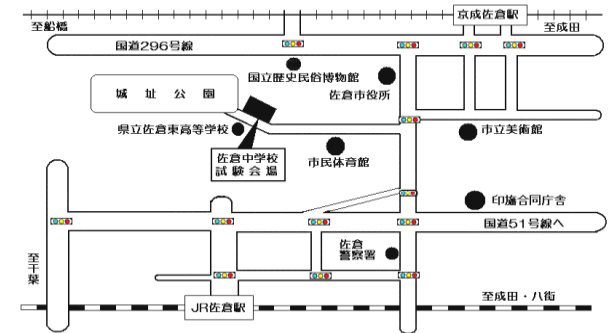 京成佐倉駅
至船橋
至成田
国道296号線
国立歴史民俗博物館
城址公園
佐倉市役所
県立佐倉東高等学校
市立美術館
佐倉中学校
試験会場
市民体育館
印旛合同庁舎
国道51号線へ
佐倉
警察署
至千葉
至成田・八街
JR佐倉駅